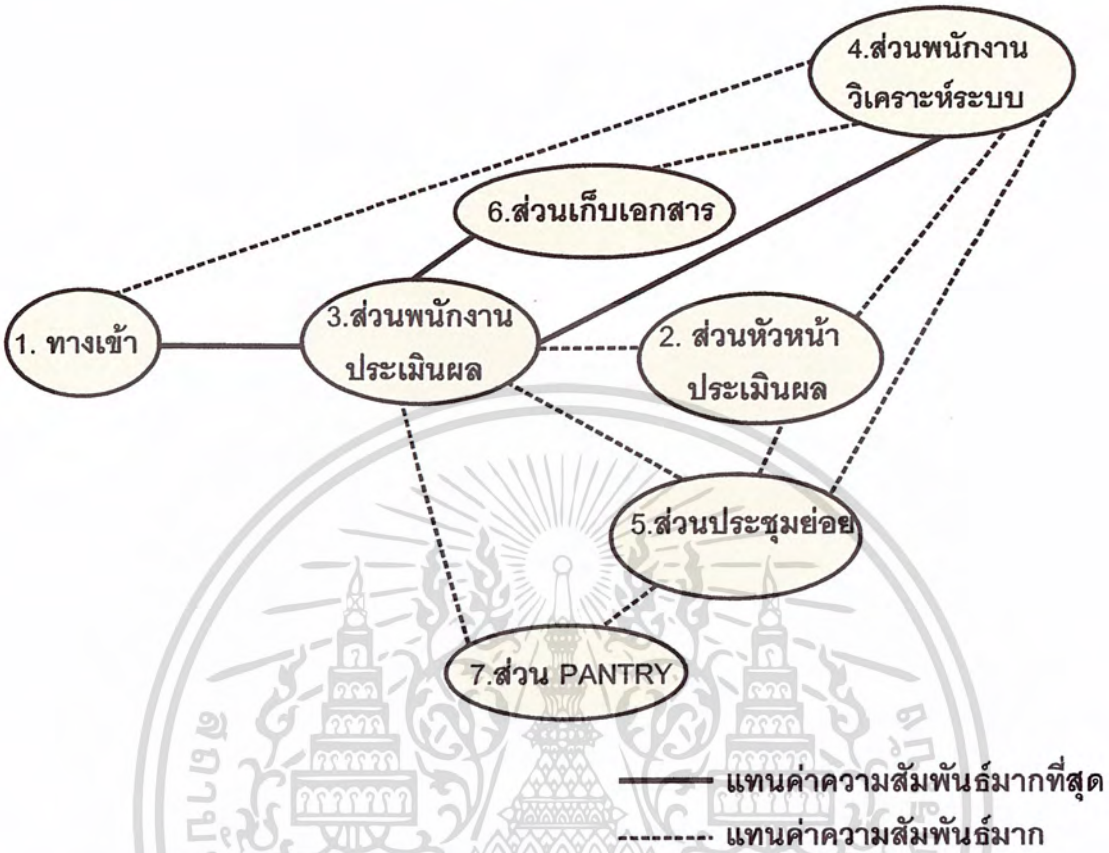 4.ส่วนพนักงาน
วิเคราะห์ระบบ
6.ส่วนเก็บเอกสาร
1. ทางเข้า
3.ส่วนพนักงาน
ประเมินผล
2. ส่วนหัวหน้า
ประเมินผล
5.ส่วนประชุมย่อย
7.ส่วน PANTRY
แทนค่าความสัมพันธ์มากที่สุด
แทนค่าความสัมพันธ์มาก